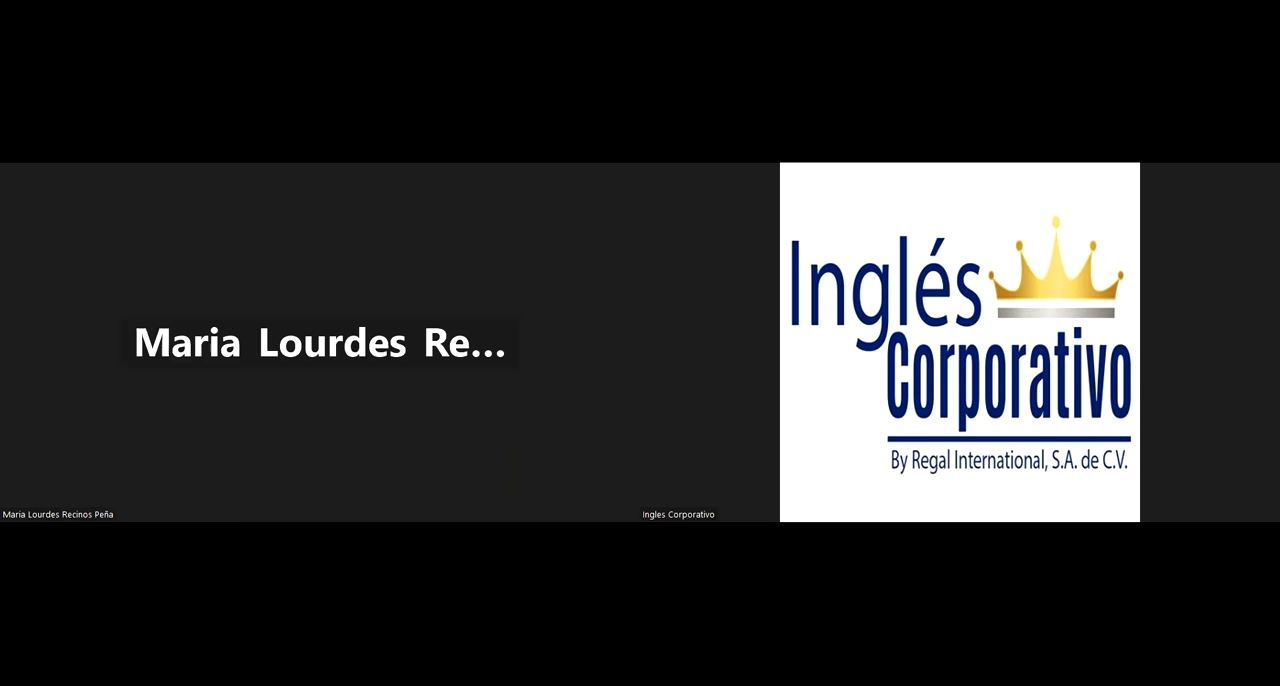 Maria Lourdes Re...
Maria Lourdes Recinos Peña
Inglés
Corporativo
By Regal International, S.A. de C.V.
Ingles Corporativo